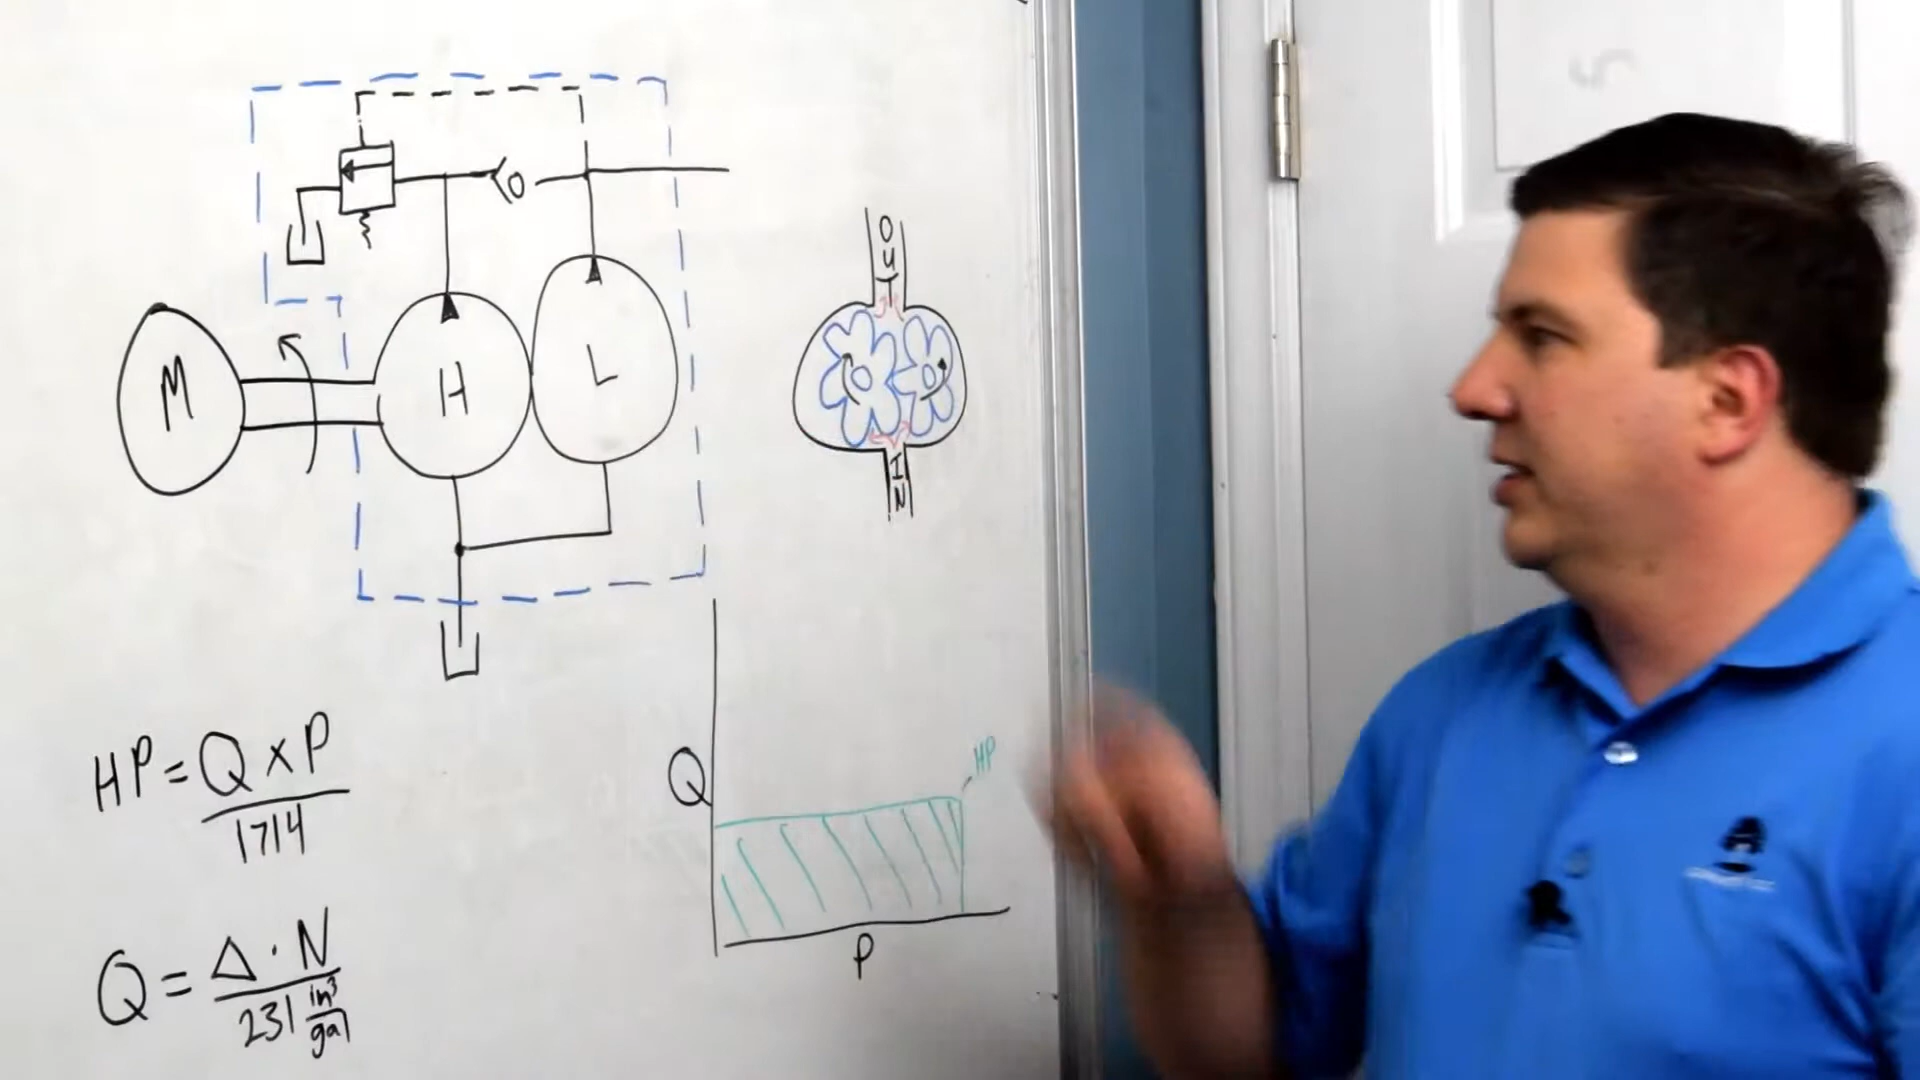 M
H
L
OUT
IN
HP = Q x P
1714
Q = Δ · N
231 in³
gal
Q
HP
P